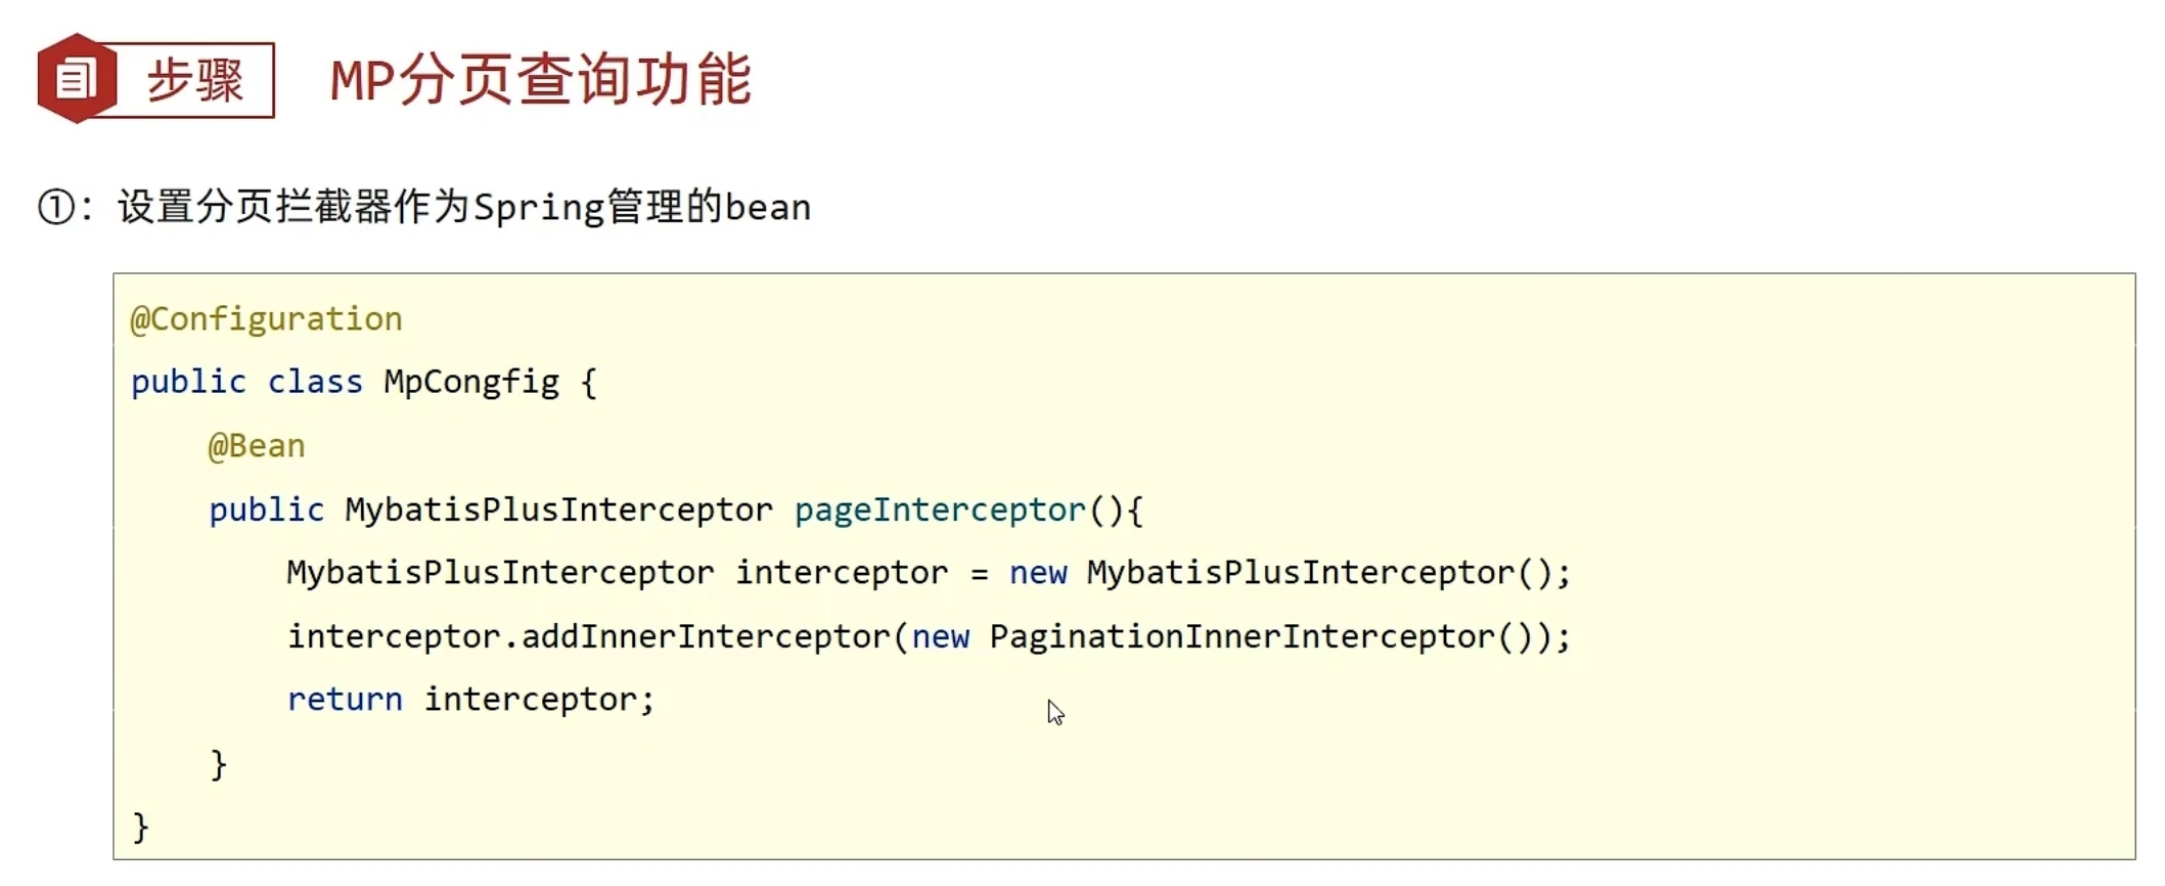 步骤 MP分页查询功能
①：设置分页拦截器作为Spring管理的bean
@Configuration
public class MpCongfig {
    @Bean
    public MybatisPlusInterceptor pageInterceptor(){
        MybatisPlusInterceptor interceptor = new MybatisPlusInterceptor();
        interceptor.addInnerInterceptor(new PaginationInnerInterceptor());
        return interceptor;
    }
}